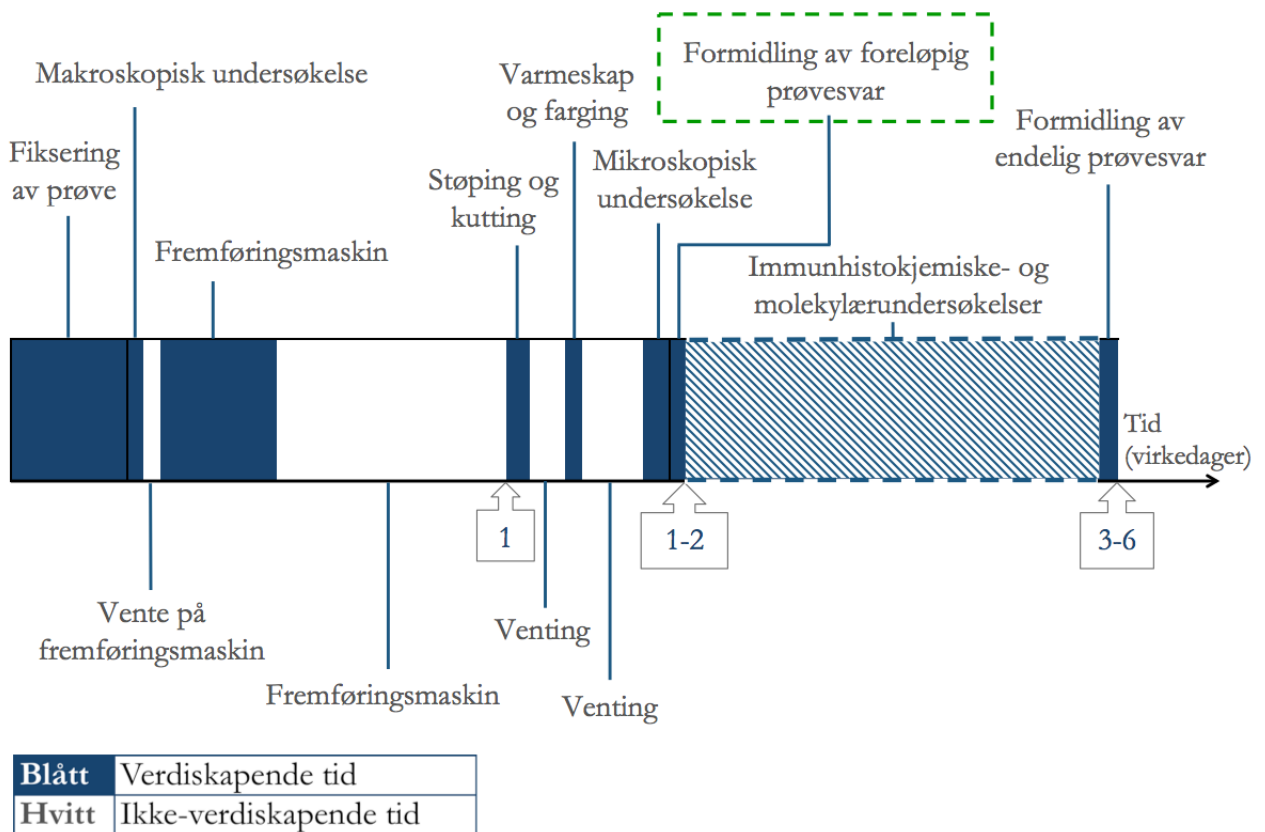 Formidling av foreløpig
prøvesvar
Makroskopisk undersøkelse
Varmeskap
og farging
Formidling av
endelig prøvesvar
Fiksering
av prøve
Mikroskopisk
undersøkelse
Støping og
kutting
Fremføringsmaskin
Immunhistokjemiske- og
molekylærundersøkelser
Tid
(virkedager)
1
1-2
3-6
Vente på
fremføringsmaskin
Venting
Fremføringsmaskin
Venting
Blått Verdiskapende tid
Hvitt Ikke-verdiskapende tid